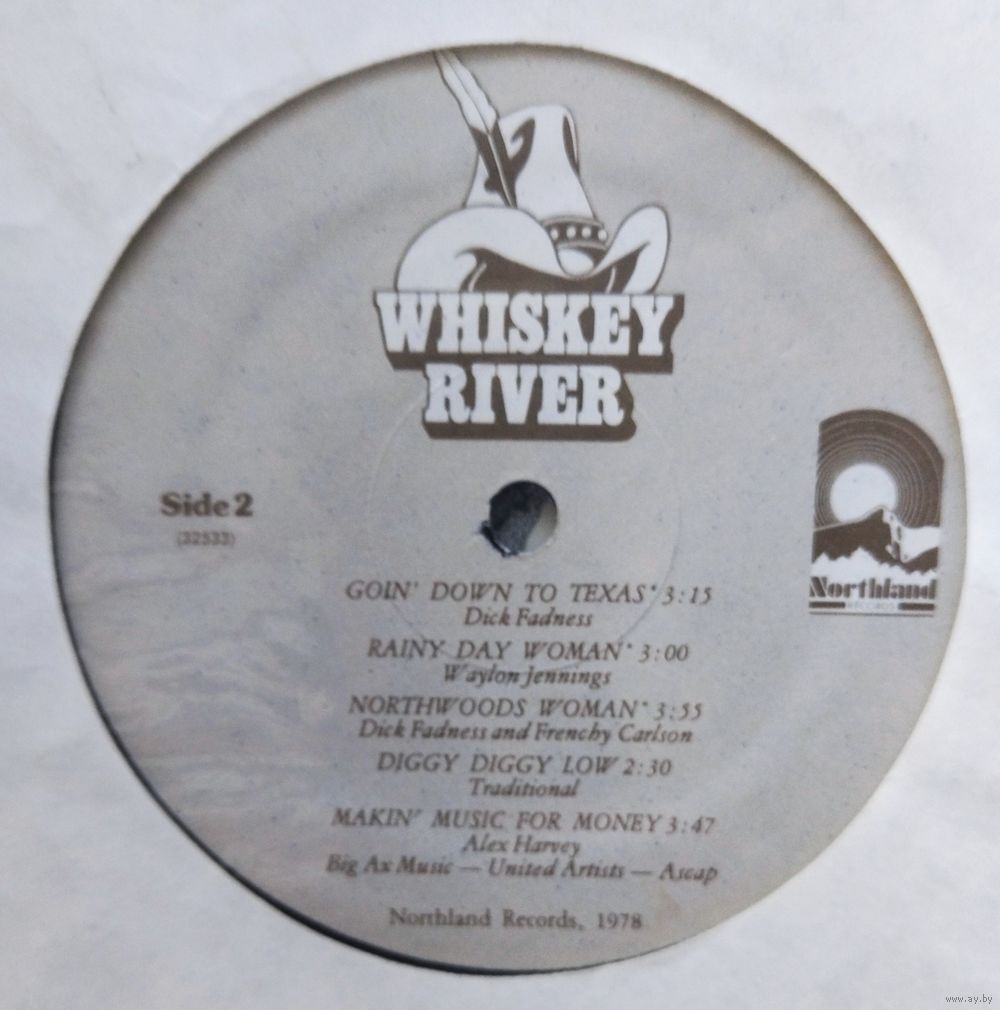 WHISKEY
RIVER
Side 2
(32533)
Northland
RECORDS
GOIN' DOWN TO TEXAS* 3:15
Dick Fadness
RAINY DAY WOMAN* 3:00
Waylon Jennings
NORTHWOODS WOMAN* 3:55
Dick Fadness and Frenchy Carlson
DIGGY DIGGY LOW 2:30
Traditional
MAKIN' MUSIC FOR MONEY 3:47
Alex Harvey
Big Ax Music — United Artists — Ascap
Northland Records, 1978
www.ay.by